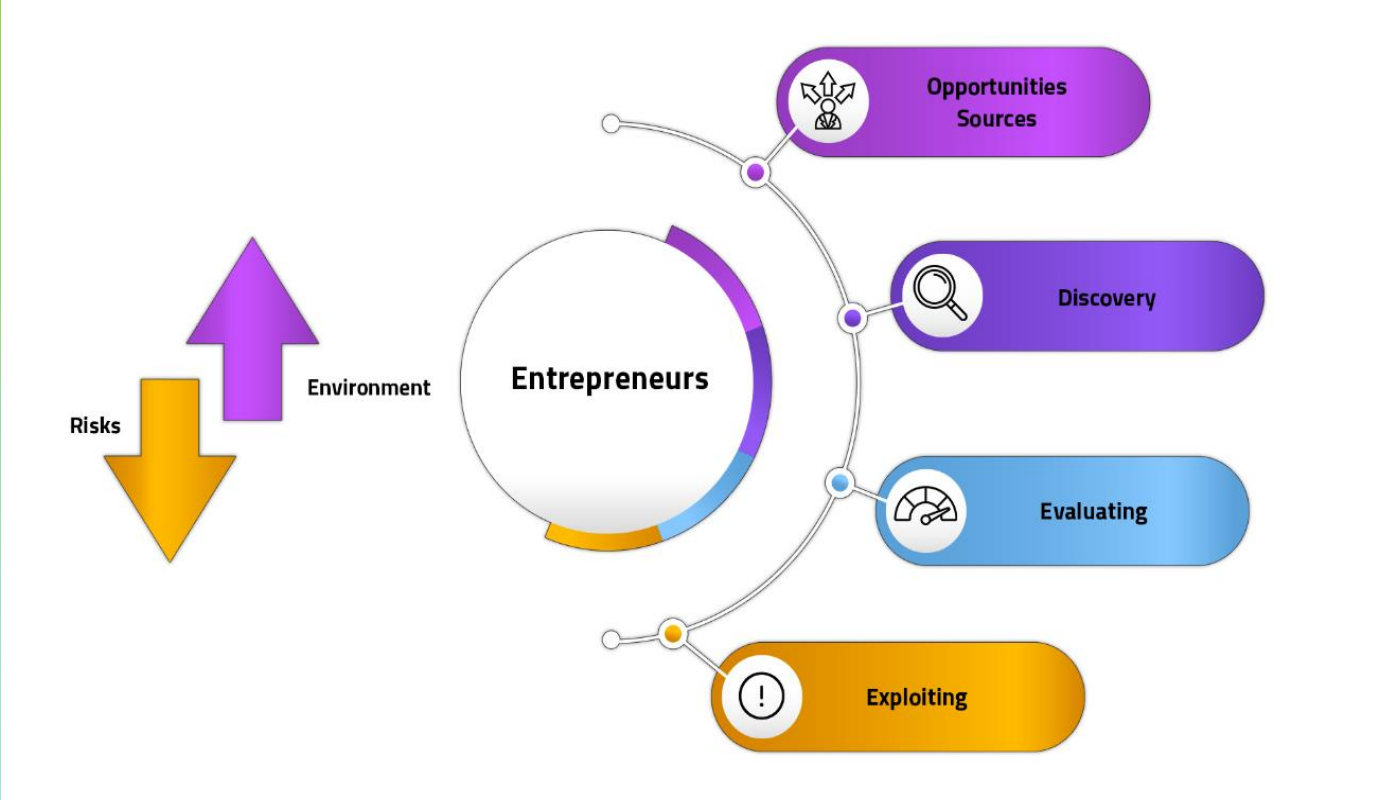 Opportunities
Sources
Discovery
Entrepreneurs
Environment
Risks
Evaluating
Exploiting